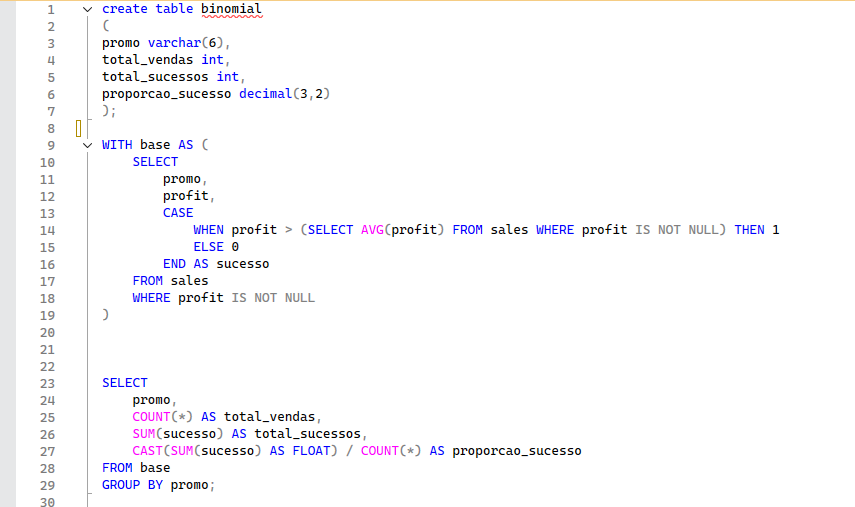 1 create table binomial
2 (
3 promo varchar(6),
4 total_vendas int,
5 total_sucessos int,
6 proporcao_sucesso decimal(3,2)
7 );
8
9 WITH base AS (
10     SELECT
11         promo,
12         profit,
13         CASE
14             WHEN profit > (SELECT AVG(profit) FROM sales WHERE profit IS NOT NULL) THEN 1
15             ELSE 0
16         END AS sucesso
17     FROM sales
18     WHERE profit IS NOT NULL
19 )
20
21
22
23 SELECT
24     promo,
25     COUNT(*) AS total_vendas,
26     SUM(sucesso) AS total_sucessos,
27     CAST(SUM(sucesso) AS FLOAT) / COUNT(*) AS proporcao_sucesso
28 FROM base
29 GROUP BY promo;
30